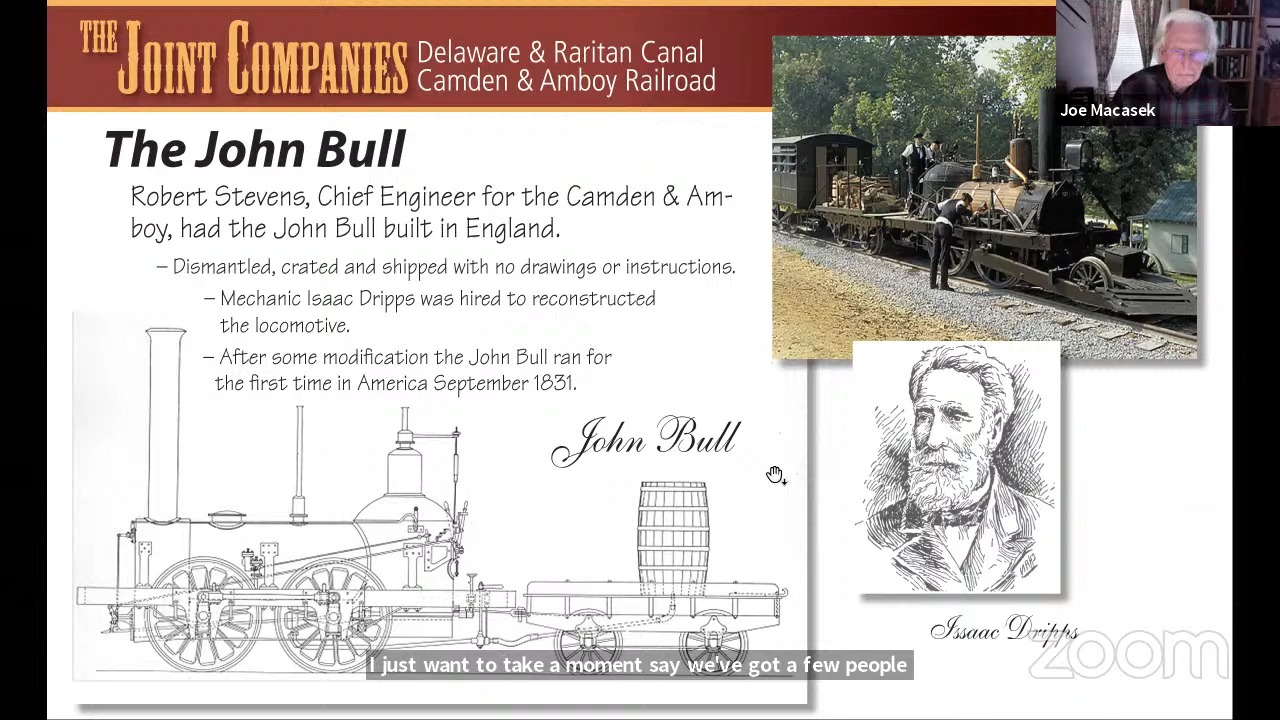 THE JOINT COMPANIES
Delaware & Raritan Canal
Camden & Amboy Railroad
Joe Macasek
The John Bull
Robert Stevens, Chief Engineer for the Camden & Am-
boy, had the John Bull built in England.
– Dismantled, crated and shipped with no drawings or instructions.
– Mechanic Isaac Dripps was hired to reconstructed
the locomotive.
– After some modification the John Bull ran for
the first time in America September 1831.
John Bull
Issaac Dripps
zoom
I just want to take a moment say we've got a few people